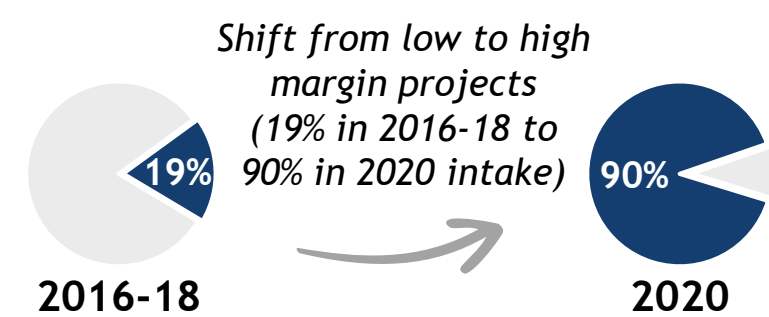 Shift from low to high
margin projects
(19% in 2016-18 to
90% in 2020 intake)
19%
90%
2016-18
2020